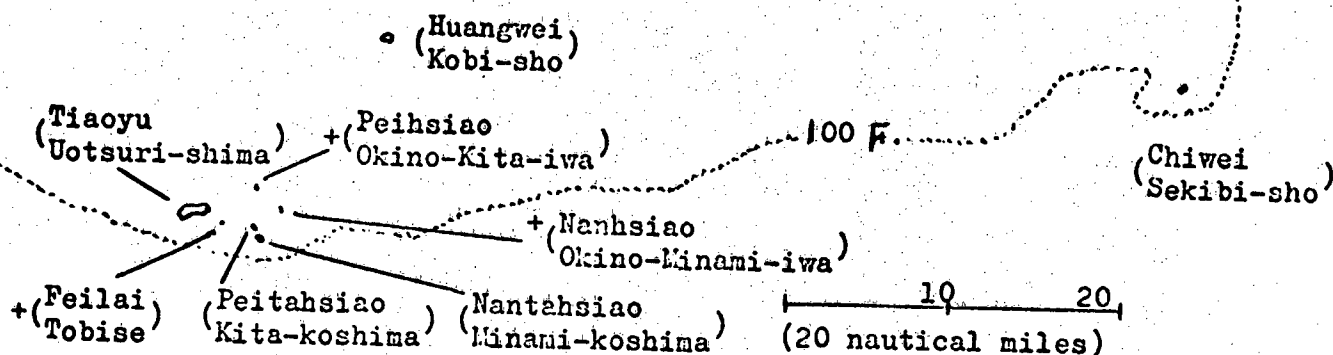 (Huangwei
Kobi-sho)
(Tiaoyu
Uotsuri-shima)
+(Peihsiao
Okino-Kita-iwa)
100 F.
(Chiwei
Sekibi-sho)
+(Nanhsiao
Okino-Minami-iwa)
+(Feilai
Tobise)
(Peitahsiao
Kita-koshima)
(Nantahsiao
Minami-koshima)
10 20
(20 nautical miles)